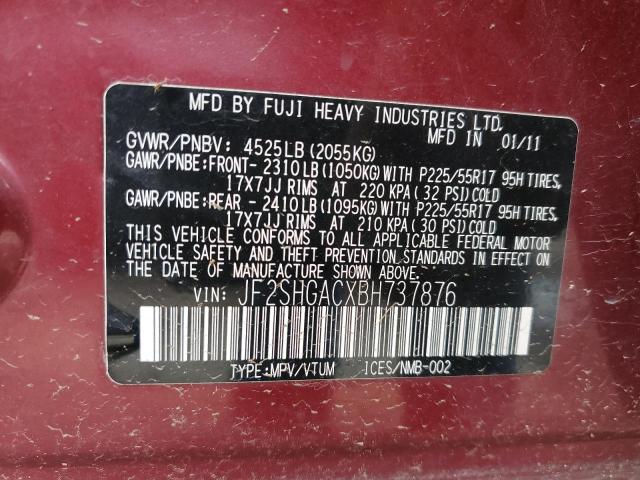 MFD BY FUJI HEAVY INDUSTRIES LTD.
MFD IN 01/11
GVWR/PNBV: 4525LB(2055KG)
GAWR/PNBE:FRONT- 2310LB(1050KG)WITH P225/55R17 95H TIRES,
17X7JJ RIMS AT 220 KPA(32 PSI)COLD
GAWR/PNBE:REAR - 2410LB(1095KG)WITH P225/55R17 95H TIRES,
17X7JJ RIMS AT 210 KPA(30 PSI)COLD
THIS VEHICLE CONFORMS TO ALL APPLICABLE FEDERAL MOTOR
VEHICLE SAFETY AND THEFT PREVENTION STANDARDS IN EFFECT ON
THE DATE OF MANUFACTURE SHOWN ABOVE.
VIN: JF2SHGACXBH737876
TYPE:MPV/VTUM ICES/NMB-002